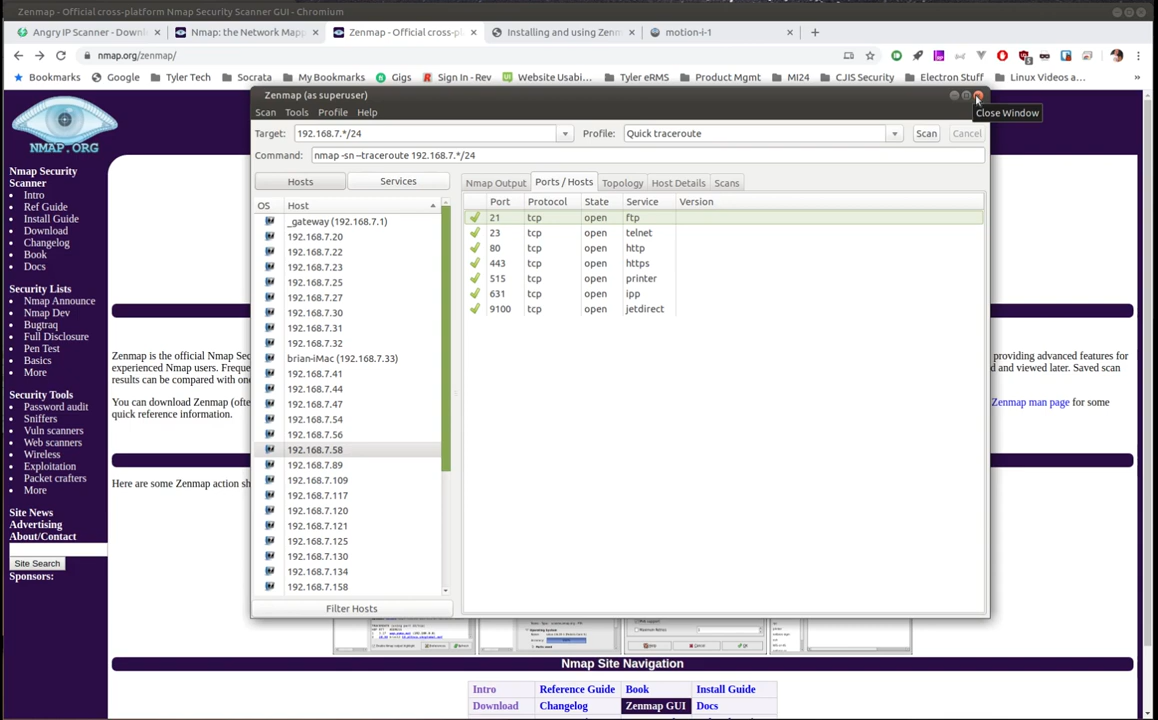 Zenmap - Official cross-platform Nmap Security Scanner GUI - Chromium
Angry IP Scanner - Downl
Nmap: the Network Map
Zenmap - Official cross-pl
Installing and using Zenm
motion-i-1
nmap.org/zenmap/
Bookmarks
Google
Tyler Tech
Socrata
My Bookmarks
Gigs
Sign In - Rev
Website Usabi...
Tyler eRMS
Product Mgmt
MI24
CJIS Security
Electron Stuff
Linux Videos a...
»
NMAP.ORG
Nmap Security
Scanner
Intro
Ref Guide
Install Guide
Download
Changelog
Book
Docs
Security Lists
Nmap Announce
Nmap Dev
Bugtraq
Full Disclosure
Pen Test
Basics
More
Security Tools
Password audit
Sniffers
Vuln scanners
Web scanners
Wireless
Exploitation
Packet crafters
More
Site News
Advertising
About/Contact
Site Search
Sponsors:
Zenmap (as superuser)
Close Window
Scan Tools Profile Help
Target: 192.168.7.*/24 Profile: Quick traceroute Scan Cancel
Command: nmap -sn --traceroute 192.168.7.*/24
Hosts Services
Nmap Output Ports / Hosts Topology Host Details Scans
OS Host
_gateway (192.168.7.1)
192.168.7.20
192.168.7.22
192.168.7.23
192.168.7.25
192.168.7.27
192.168.7.30
192.168.7.31
192.168.7.32
brian-iMac (192.168.7.33)
192.168.7.41
192.168.7.44
192.168.7.47
192.168.7.54
192.168.7.56
192.168.7.58
192.168.7.89
192.168.7.109
192.168.7.117
192.168.7.120
192.168.7.121
192.168.7.125
192.168.7.130
192.168.7.134
192.168.7.158
Filter Hosts
Port Protocol State Service Version
21 tcp open ftp
23 tcp open telnet
80 tcp open http
443 tcp open https
515 tcp open printer
631 tcp open ipp
9100 tcp open jetdirect
Zenmap is the official Nmap Sec
providing advanced features for
experienced Nmap users. Freque
d and viewed later. Saved scan
results can be compared with one
You can download Zenmap (ofte
Zenmap man page for some
quick reference information.
Here are some Zenmap action sh
Nmap Site Navigation
Intro Reference Guide Book Install Guide
Download Changelog Zenmap GUI Docs